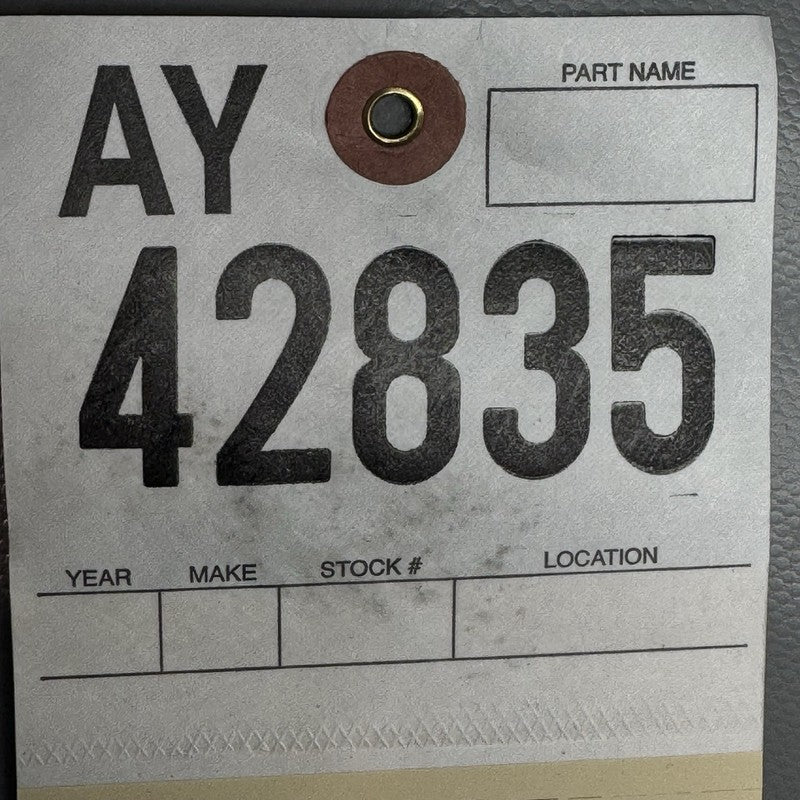 AY
PART NAME
42835
YEAR MAKE STOCK # LOCATION